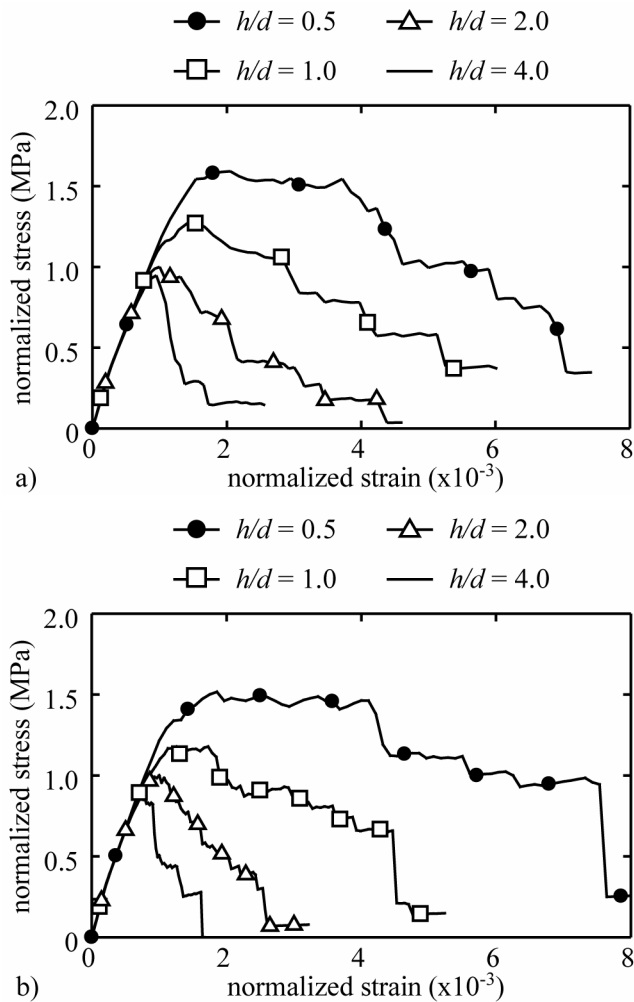 h/d = 0.5 h/d = 2.0
h/d = 1.0 h/d = 4.0
2.0
1.5
1.0
0.5
0
normalized stress (MPa)
0 2 4 6 8
a) normalized strain (x10-3)
h/d = 0.5 h/d = 2.0
h/d = 1.0 h/d = 4.0
2.0
1.5
1.0
0.5
0
normalized stress (MPa)
0 2 4 6 8
b) normalized strain (x10-3)